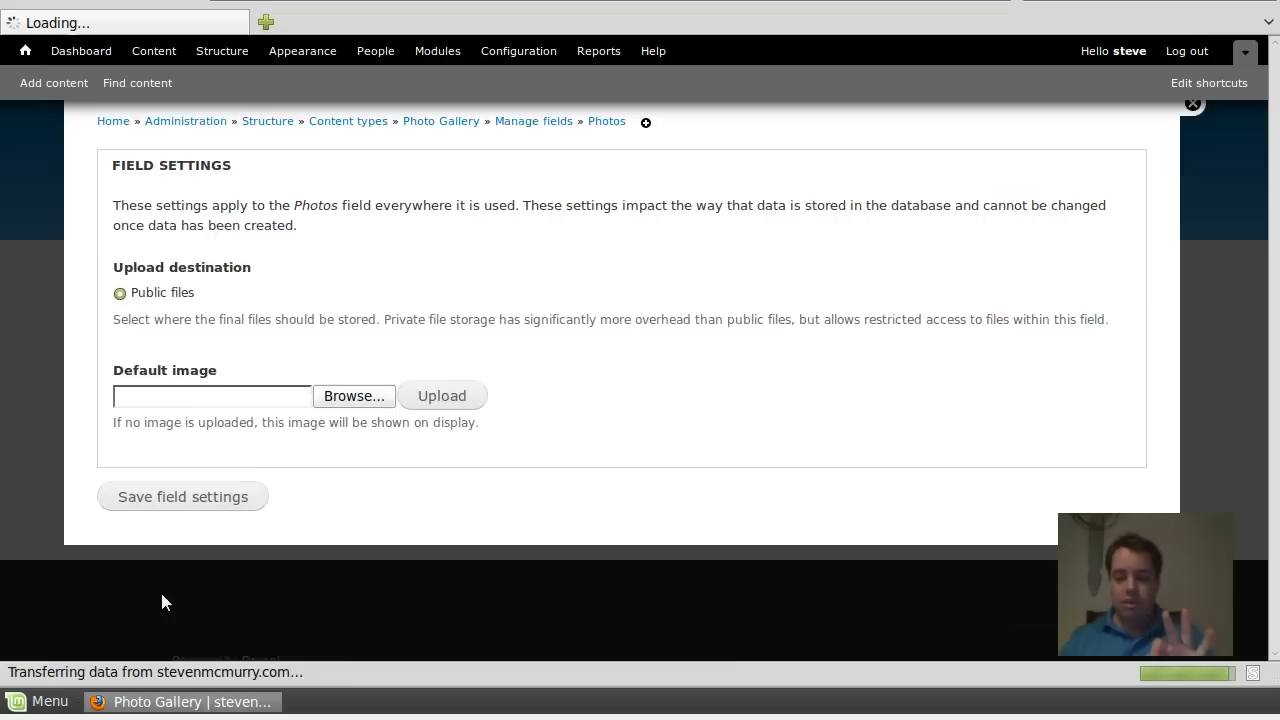 Loading...
Dashboard Content Structure Appearance People Modules Configuration Reports Help Hello steve Log out
Add content Find content Edit shortcuts
Home » Administration » Structure » Content types » Photo Gallery » Manage fields » Photos
FIELD SETTINGS
These settings apply to the Photos field everywhere it is used. These settings impact the way that data is stored in the database and cannot be changed
once data has been created.
Upload destination
Public files
Select where the final files should be stored. Private file storage has significantly more overhead than public files, but allows restricted access to files within this field.
Default image
Browse... Upload
If no image is uploaded, this image will be shown on display.
Save field settings
Transferring data from stevenmcmurry.com...
Menu Photo Gallery | steven...